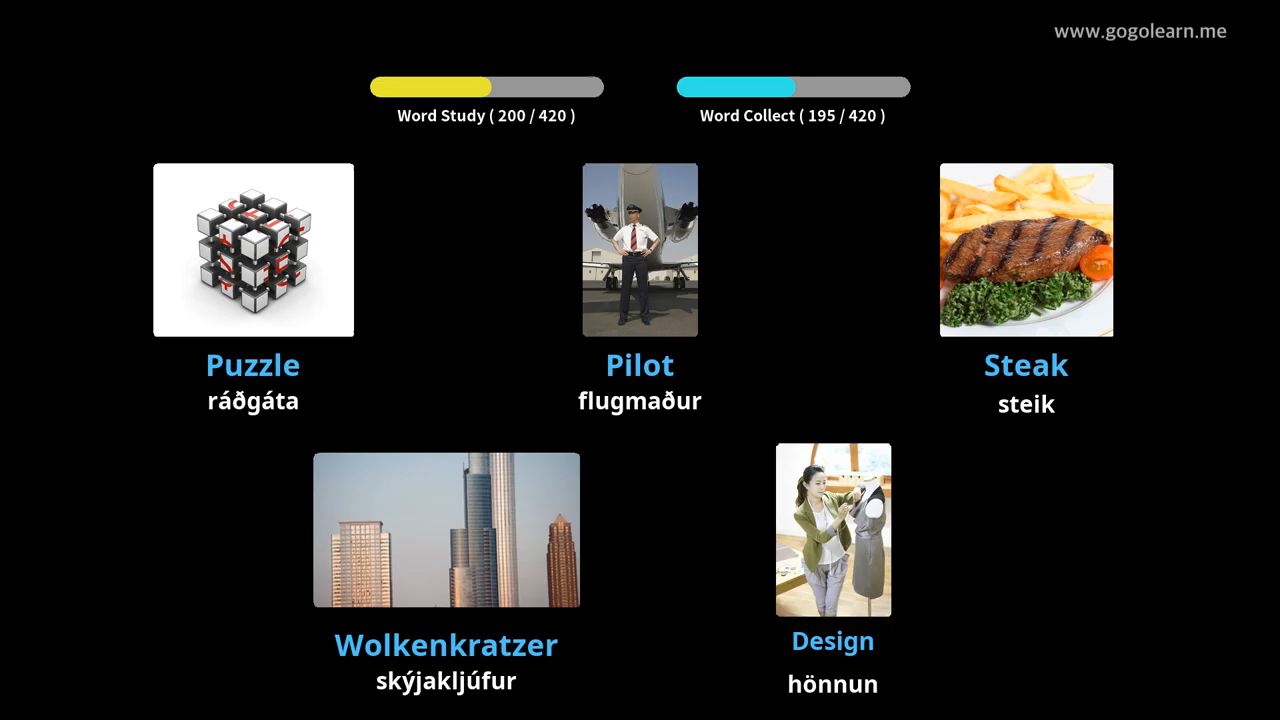 www.gogolearn.me
Word Study ( 200 / 420 )
Word Collect ( 195 / 420 )
Puzzle
ráðgáta
Pilot
flugmaður
Steak
steik
Wolkenkratzer
skýjakljúfur
Design
hönnun